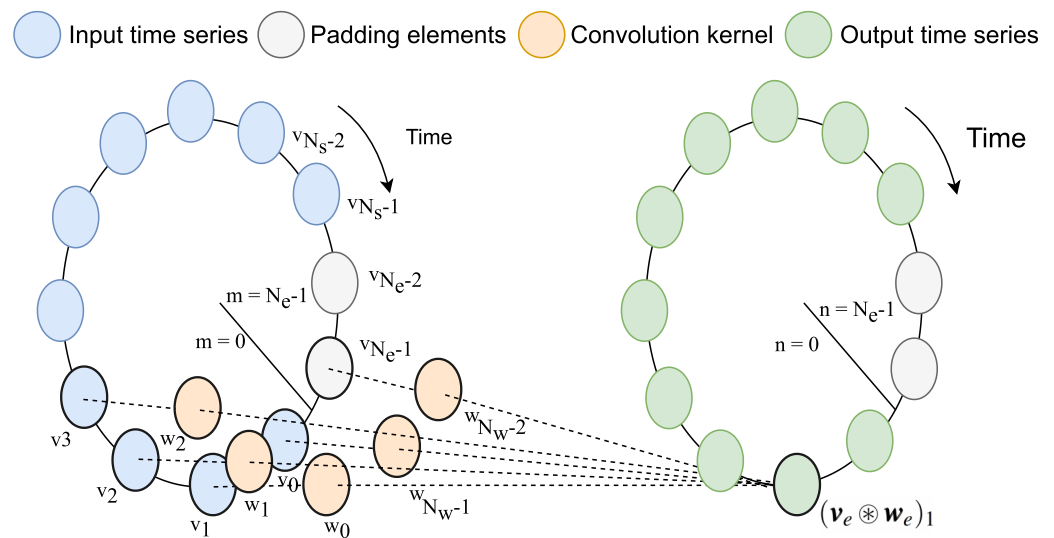 Input time series Padding elements Convolution kernel Output time series
Time
Time
vNs-2
vNs-1
vNe-2
m = Ne-1
n = Ne-1
m = 0
n = 0
vNe-1
wNw-2
w2
v3
v0
v2
w1
wNw-1
v1
w0
(ve ⊛ we)1